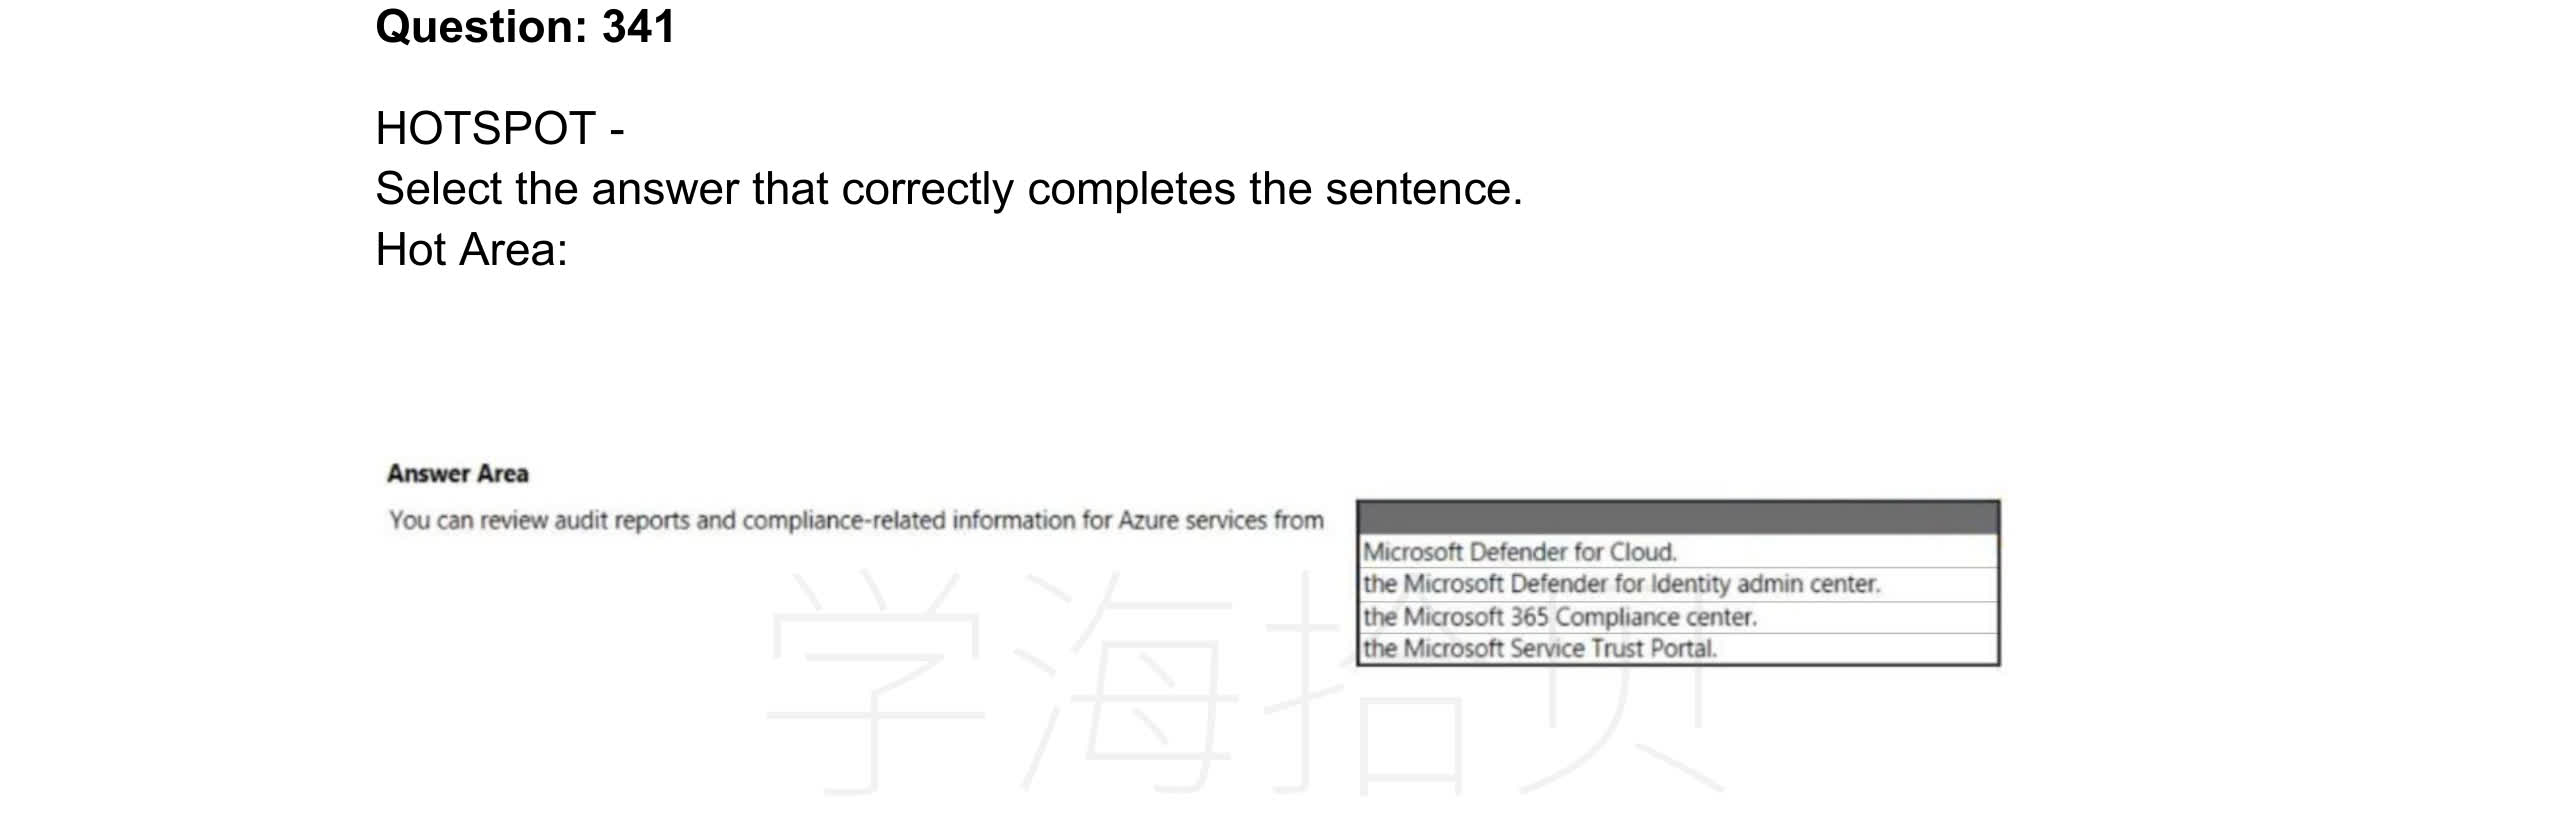 Question: 341
HOTSPOT -
Select the answer that correctly completes the sentence.
Hot Area:
Answer Area
You can review audit reports and compliance-related information for Azure services from
Microsoft Defender for Cloud.
the Microsoft Defender for Identity admin center.
the Microsoft 365 Compliance center.
the Microsoft Service Trust Portal.
学海拾贝